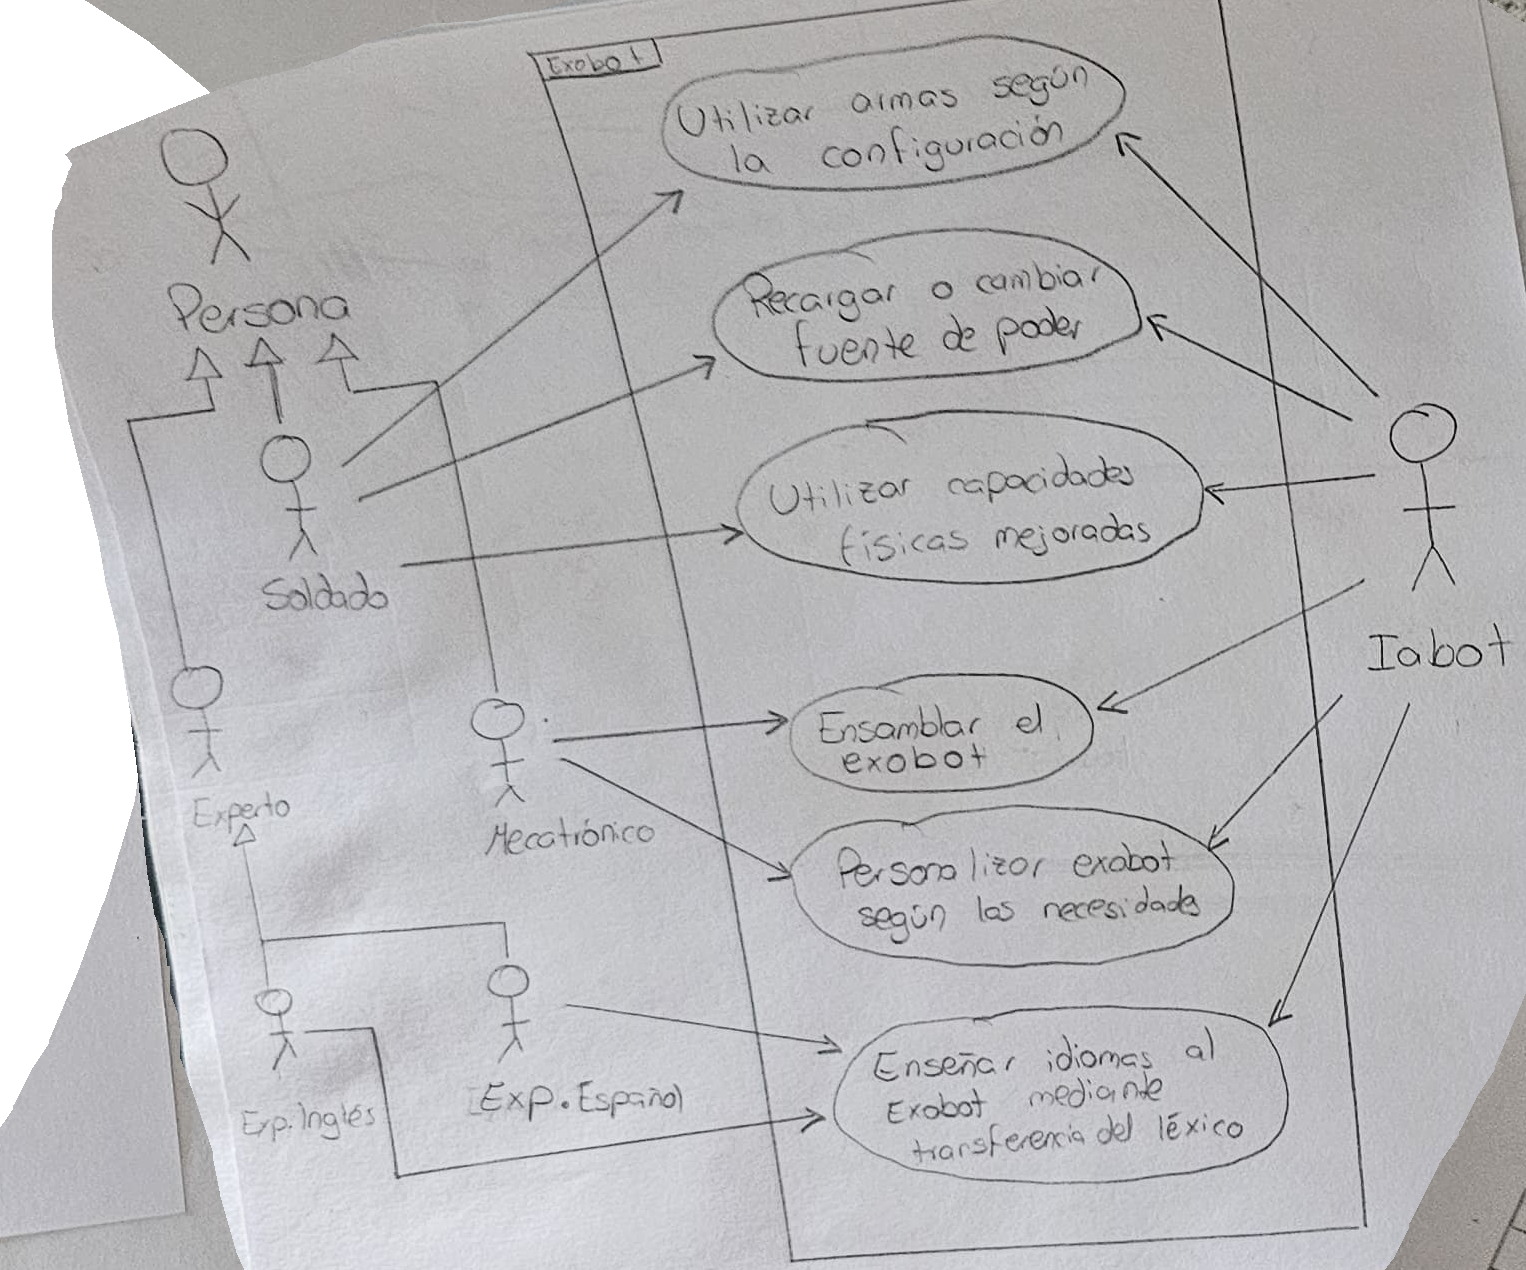 Exobot
Utilizar armas según
la configuración
Persona
Recargar o cambiar
fuente de poder
Utilizar capacidades
físicas mejoradas
Soldado
Iabot
Ensamblar el
exobot
Experto
Mecatrónico
Personalizar exobot
según las necesidades
Exp. Inglés
Exp. Español
Enseñar idiomas al
Exobot mediante
transferencia del léxico